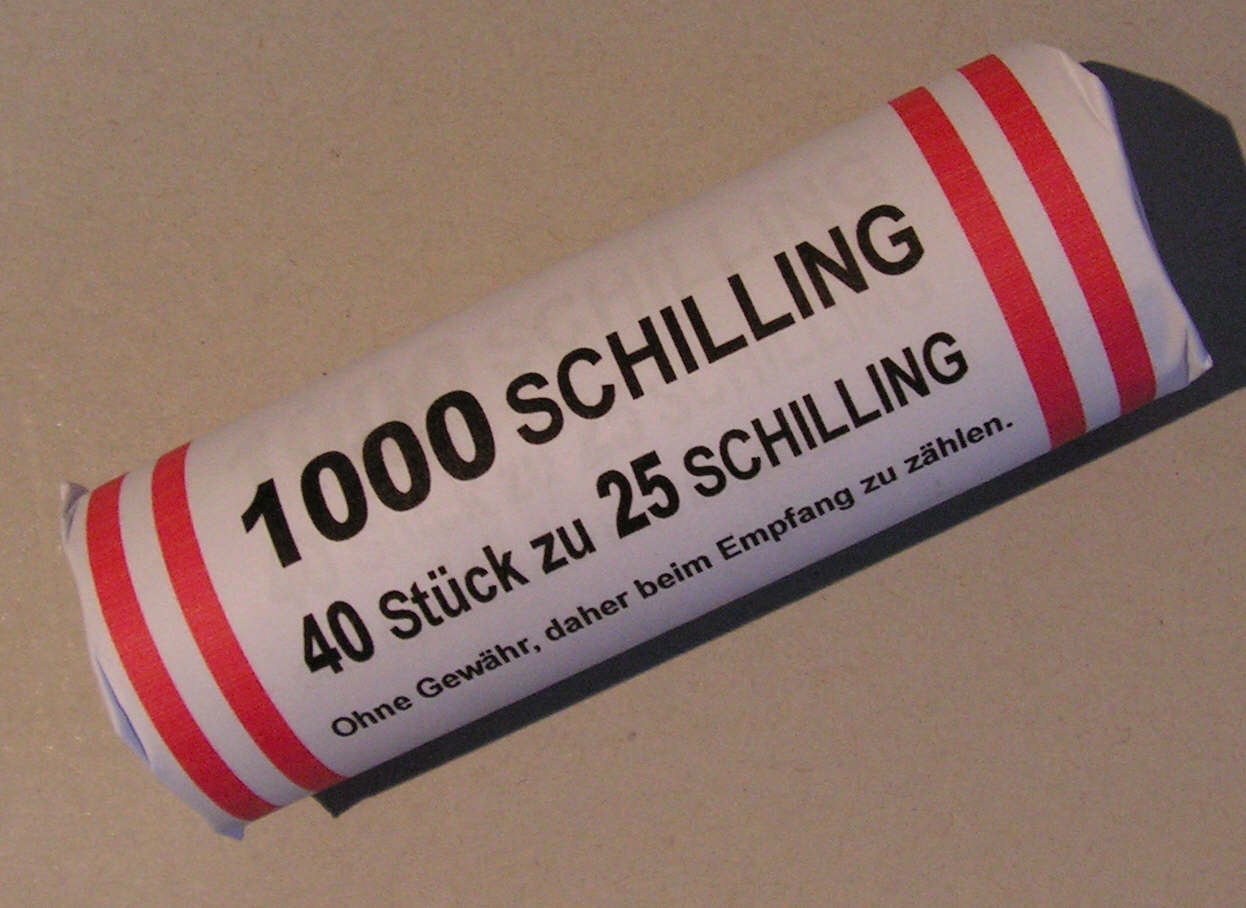 1000 SCHILLING
40 Stück zu 25 SCHILLING
Ohne Gewähr, daher beim Empfang zu zählen.